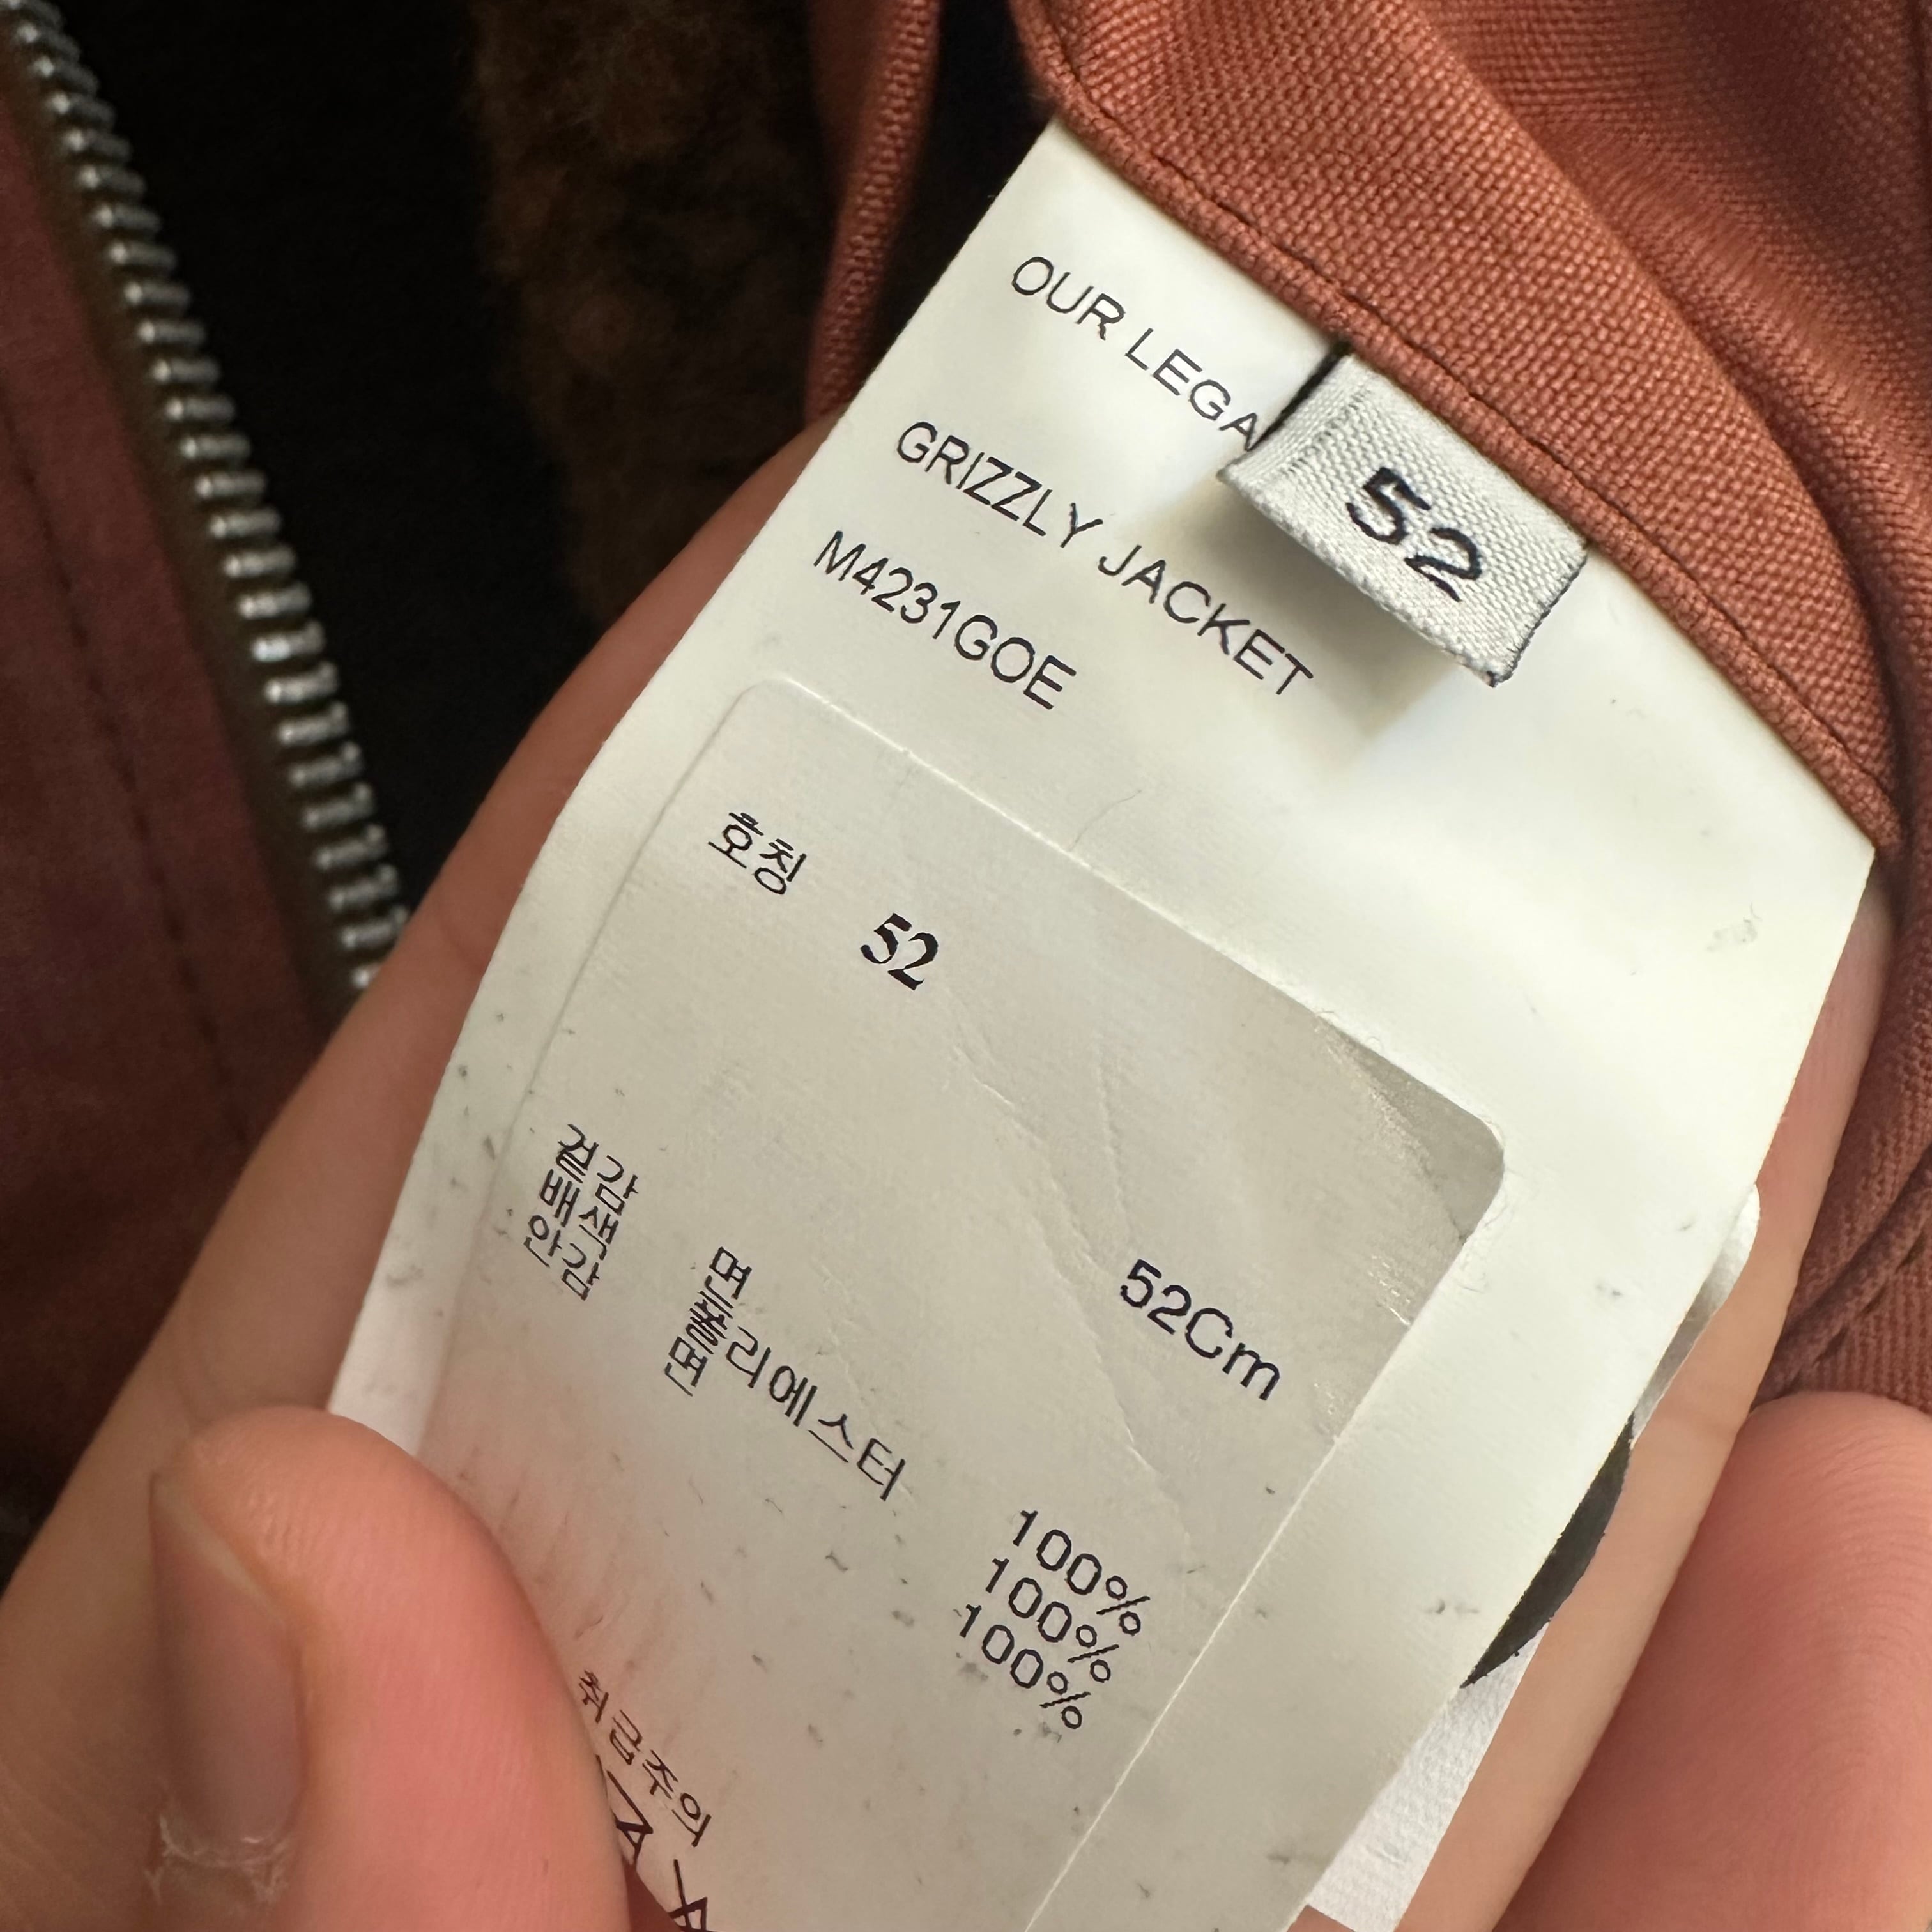 OUR LEGA
52
GRIZZLY JACKET
M4231GOE
호칭 52
52Cm
겉감 면 100%
배색 폴리에스터 100%
안감 면 100%
취급주의